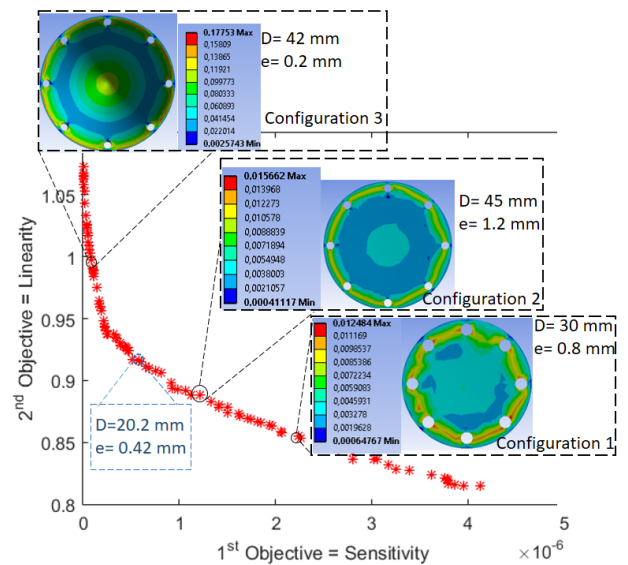 0.17753 Max
0,15809
0,13865
0,11921
0,099773
0,080333
0,060893
0,041454
0,022014
0.0025743 Min
D= 42 mm
e= 0.2 mm
Configuration 3
0.015662 Max
0,013968
0,012273
0,010578
0,0088839
0,0071894
0,0054948
0,0038003
0,0021057
0.00041117 Min
D= 45 mm
e= 1.2 mm
Configuration 2
0,012484 Max
0,011169
0,0098537
0,0085386
0,0072234
0,0059083
0,0045931
0,003278
0,0019628
0.00064767 Min
D= 30 mm
e= 0.8 mm
Configuration 1
D=20.2 mm
e= 0.42 mm
2nd Objective = Linearity
1.05
1
0.95
0.9
0.85
0.8
0 1 2 3 4 5
1st Objective = Sensitivity
×10-6